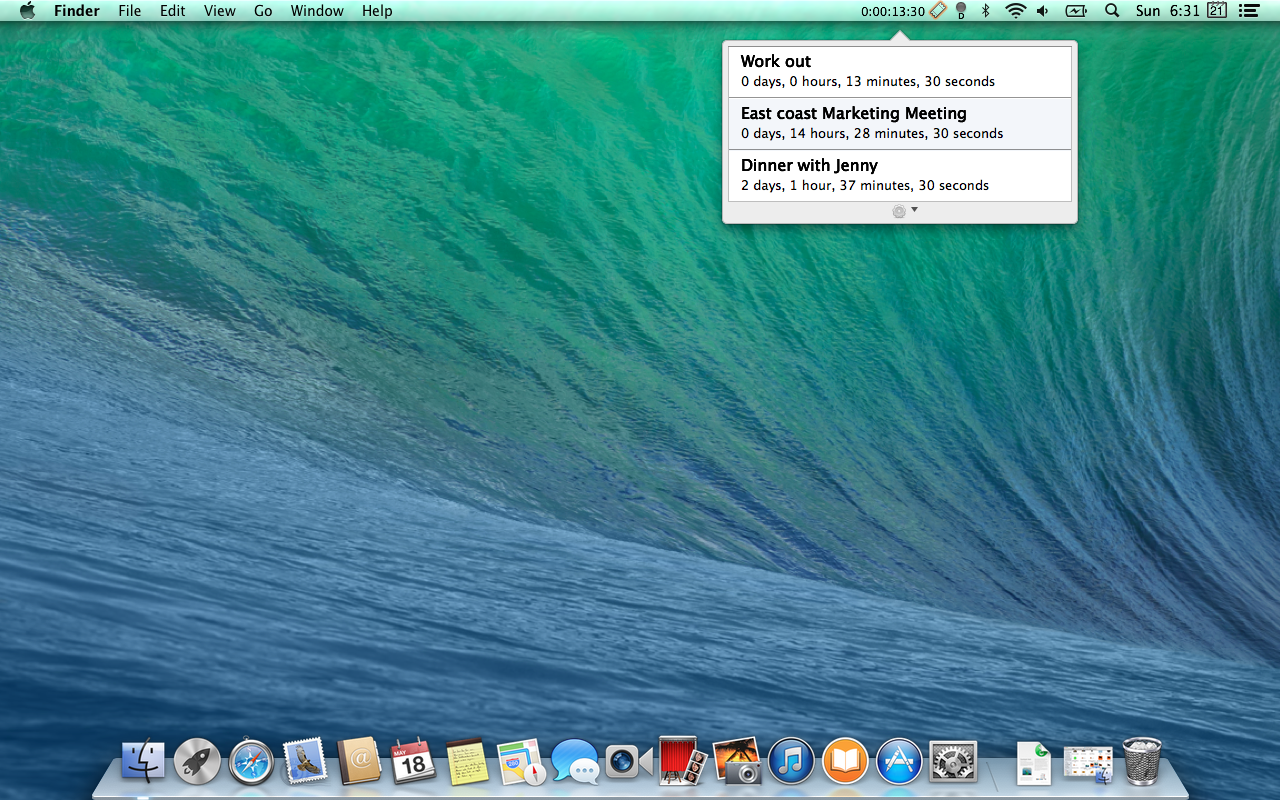 Finder File Edit View Go Window Help 0:00:13:30 D Sun 6:31 21
Work out
0 days, 0 hours, 13 minutes, 30 seconds
East coast Marketing Meeting
0 days, 14 hours, 28 minutes, 30 seconds
Dinner with Jenny
2 days, 1 hour, 37 minutes, 30 seconds
MAY
18
@
280